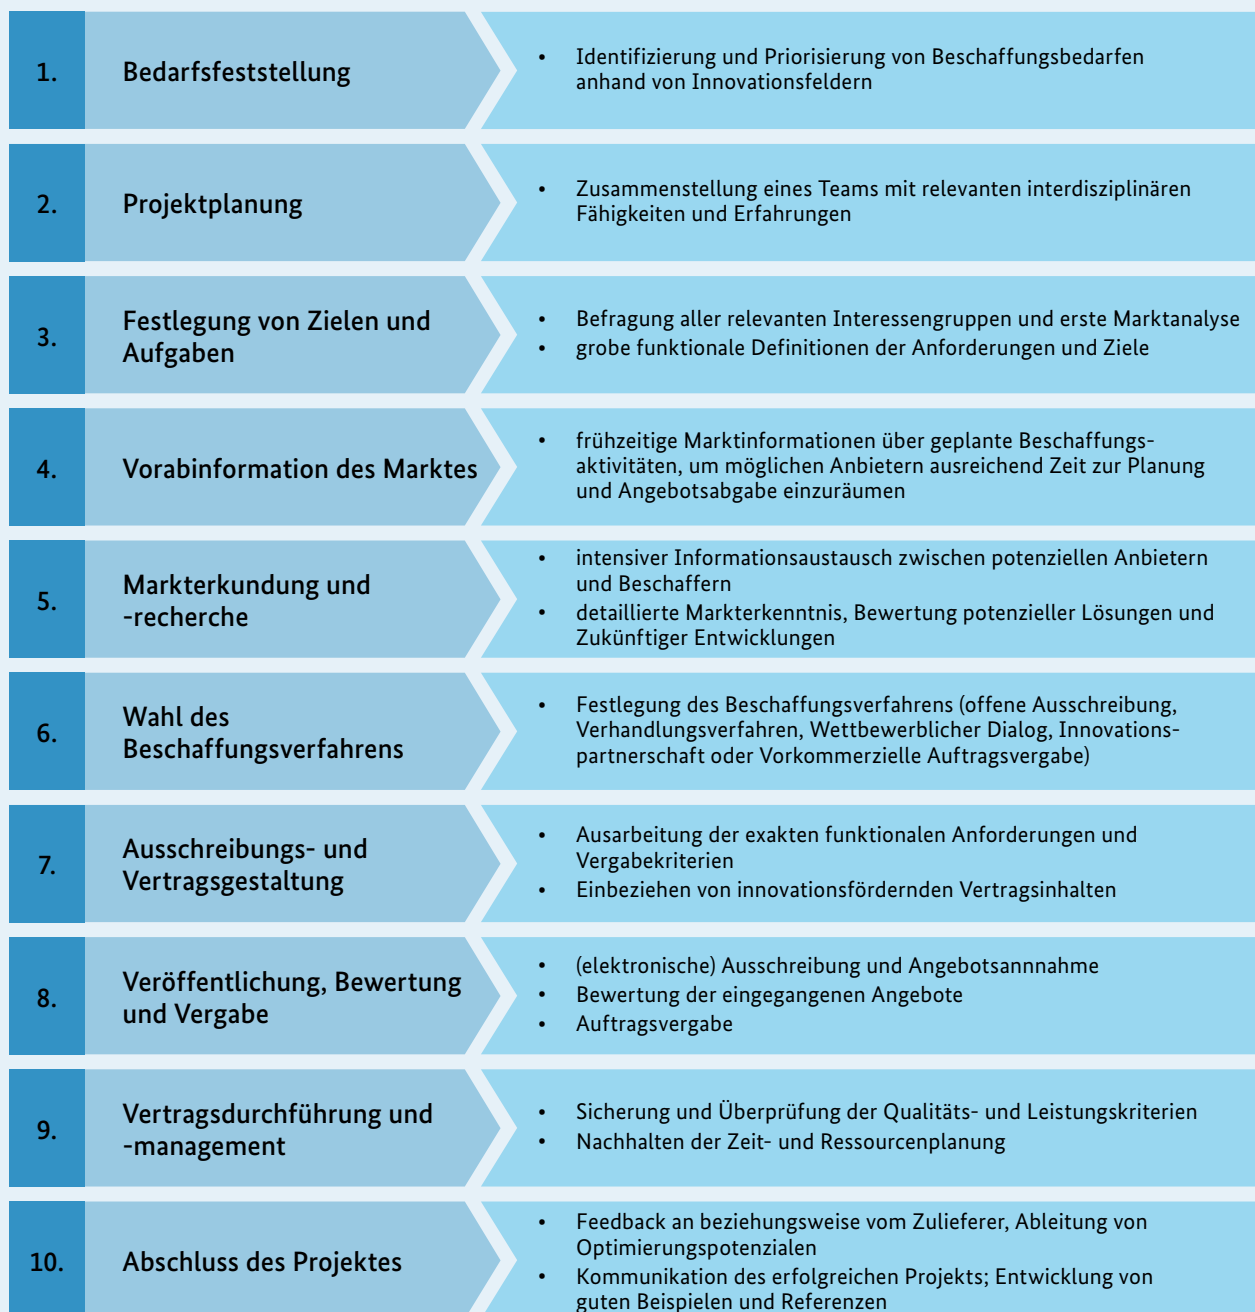 1.
Bedarfsfeststellung
• Identifizierung und Priorisierung von Beschaffungsbedarfen
anhand von Innovationsfeldern
2.
Projektplanung
• Zusammenstellung eines Teams mit relevanten interdisziplinären
Fähigkeiten und Erfahrungen
3.
Festlegung von Zielen und
Aufgaben
• Befragung aller relevanten Interessengruppen und erste Marktanalyse
• grobe funktionale Definitionen der Anforderungen und Ziele
4.
Vorabinformation des Marktes
• frühzeitige Marktinformationen über geplante Beschaffungs-
aktivitäten, um möglichen Anbietern ausreichend Zeit zur Planung
und Angebotsabgabe einzuräumen
5.
Markterkundung und
-recherche
• intensiver Informationsaustausch zwischen potenziellen Anbietern
und Beschaffern
• detaillierte Markterkenntnis, Bewertung potenzieller Lösungen und
Zukünftiger Entwicklungen
6.
Wahl des
Beschaffungsverfahrens
• Festlegung des Beschaffungsverfahrens (offene Ausschreibung,
Verhandlungsverfahren, Wettbewerblicher Dialog, Innovations-
partnerschaft oder Vorkommerzielle Auftragsvergabe)
7.
Ausschreibungs- und
Vertragsgestaltung
• Ausarbeitung der exakten funktionalen Anforderungen und
Vergabekriterien
• Einbeziehen von innovationsfördernden Vertragsinhalten
8.
Veröffentlichung, Bewertung
und Vergabe
• (elektronische) Ausschreibung und Angebotsannnahme
• Bewertung der eingegangenen Angebote
• Auftragsvergabe
9.
Vertragsdurchführung und
-management
• Sicherung und Überprüfung der Qualitäts- und Leistungskriterien
• Nachhalten der Zeit- und Ressourcenplanung
10.
Abschluss des Projektes
• Feedback an beziehungsweise vom Zulieferer, Ableitung von
Optimierungspotenzialen
• Kommunikation des erfolgreichen Projekts; Entwicklung von
guten Beispielen und Referenzen